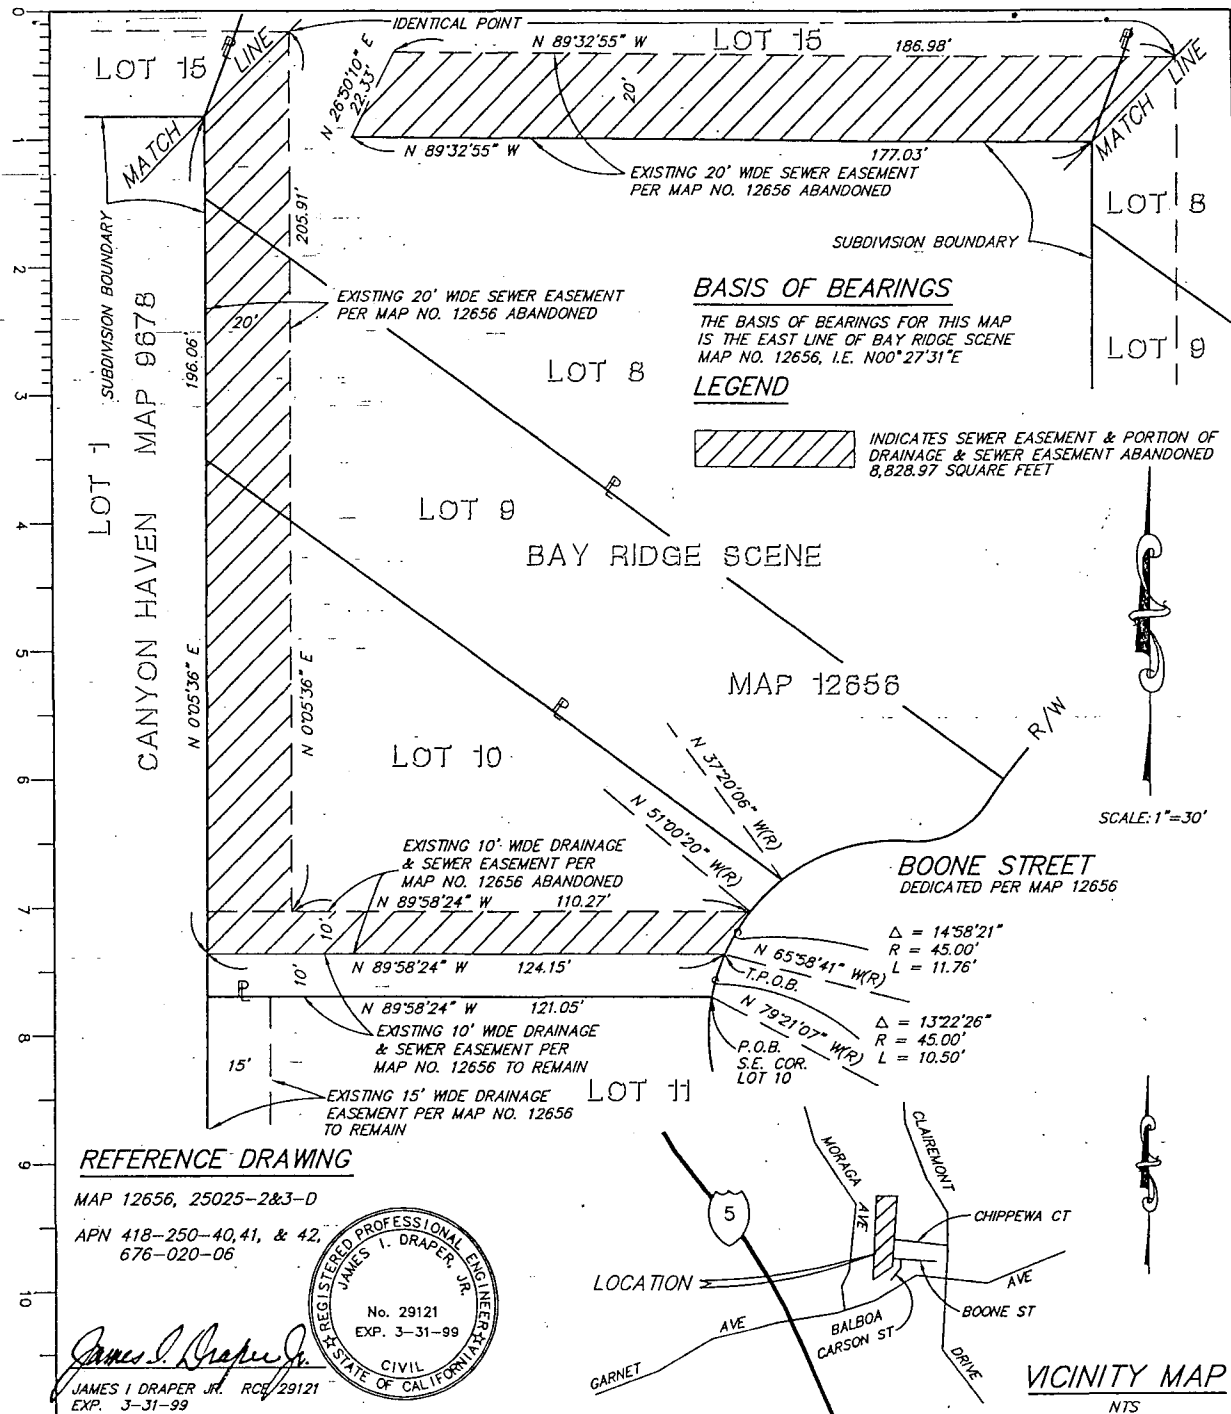 0
1
2
3
4
5
6
7
8
9
10
IDENTICAL POINT
LOT 15
LINE
MATCH
N 26°50'10" E
22.33'
N 89°32'55" W
LOT 15
186.98'
20'
LINE
MATCH
N 89°32'55" W
177.03'
EXISTING 20' WIDE SEWER EASEMENT
PER MAP NO. 12656 ABANDONED
LOT 8
SUBDIVISION BOUNDARY
SUBDIVISION BOUNDARY
205.91'
EXISTING 20' WIDE SEWER EASEMENT
PER MAP NO. 12656 ABANDONED
20'
196.06'
BASIS OF BEARINGS
THE BASIS OF BEARINGS FOR THIS MAP
IS THE EAST LINE OF BAY RIDGE SCENE
MAP NO. 12656, I.E. N00°27'31"E
LOT 9
LOT 8
LEGEND
INDICATES SEWER EASEMENT & PORTION OF
DRAINAGE & SEWER EASEMENT ABANDONED
8,828.97 SQUARE FEET
LOT 1
CANYON HAVEN MAP 9678
LOT 9
BAY RIDGE SCENE
MAP 12656
N 0°05'36" E
N 0°05'36" E
LOT 10
R/W
N 37°20'06" W(R)
N 51°00'20" W(R)
SCALE: 1"=30'
EXISTING 10' WIDE DRAINAGE
& SEWER EASEMENT PER
MAP NO. 12656 ABANDONED
N 89°58'24" W 110.27'
BOONE STREET
DEDICATED PER MAP 12656
10'
Δ = 14°58'21"
R = 45.00'
L = 11.76'
N 65°58'41" W(R)
N 89°58'24" W 124.15'
T.P.O.B.
10'
N 89°58'24" W 121.05'
N 79°21'07" W(R)
Δ = 13°22'26"
R = 45.00'
L = 10.50'
EXISTING 10' WIDE DRAINAGE
& SEWER EASEMENT PER
MAP NO. 12656 TO REMAIN
P.O.B.
S.E. COR.
LOT 10
15'
LOT 11
EXISTING 15' WIDE DRAINAGE
EASEMENT PER MAP NO. 12656
TO REMAIN
REFERENCE DRAWING
MAP 12656, 25025-2&3-D
APN 418-250-40,41, & 42,
676-020-06
REGISTERED PROFESSIONAL ENGINEER
JAMES I. DRAPER, JR.
No. 29121
EXP. 3-31-99
CIVIL
STATE OF CALIFORNIA
James I. Draper Jr.
JAMES I DRAPER JR. RCE 29121
EXP. 3-31-99
MORAGA
AVE
CLAIREMONT
DRIVE
5
CHIPPEWA CT
LOCATION
AVE
BOONE ST
AVE
BALBOA
CARSON ST
GARNET
VICINITY MAP
NTS